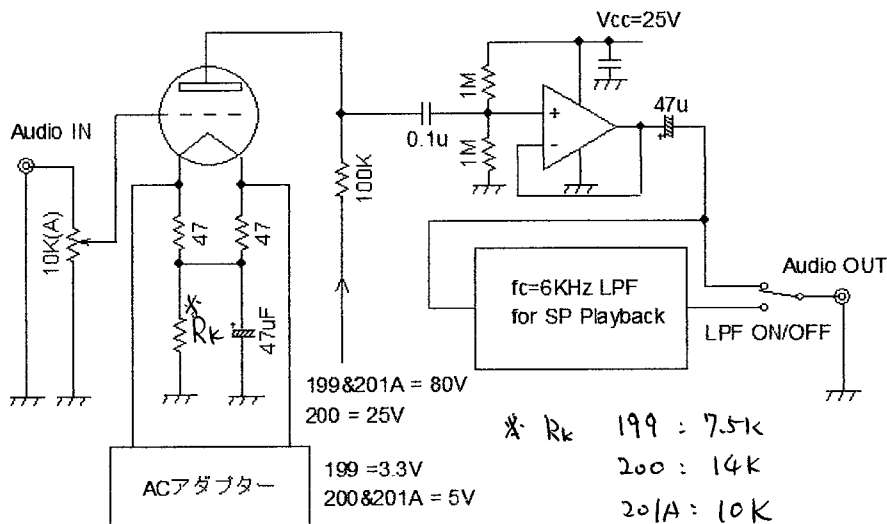 Vcc=25V
47u
1M
1M
0.1u
Audio IN
10K(A)
100K
47
47
※
Rk
47uF
fc=6KHz LPF
for SP Playback
Audio OUT
LPF ON/OFF
199&201A = 80V
200 = 25V
ACアダプター
199 =3.3V
200&201A = 5V
※ Rk 199 : 7.5K
200 : 14K
201A : 10K